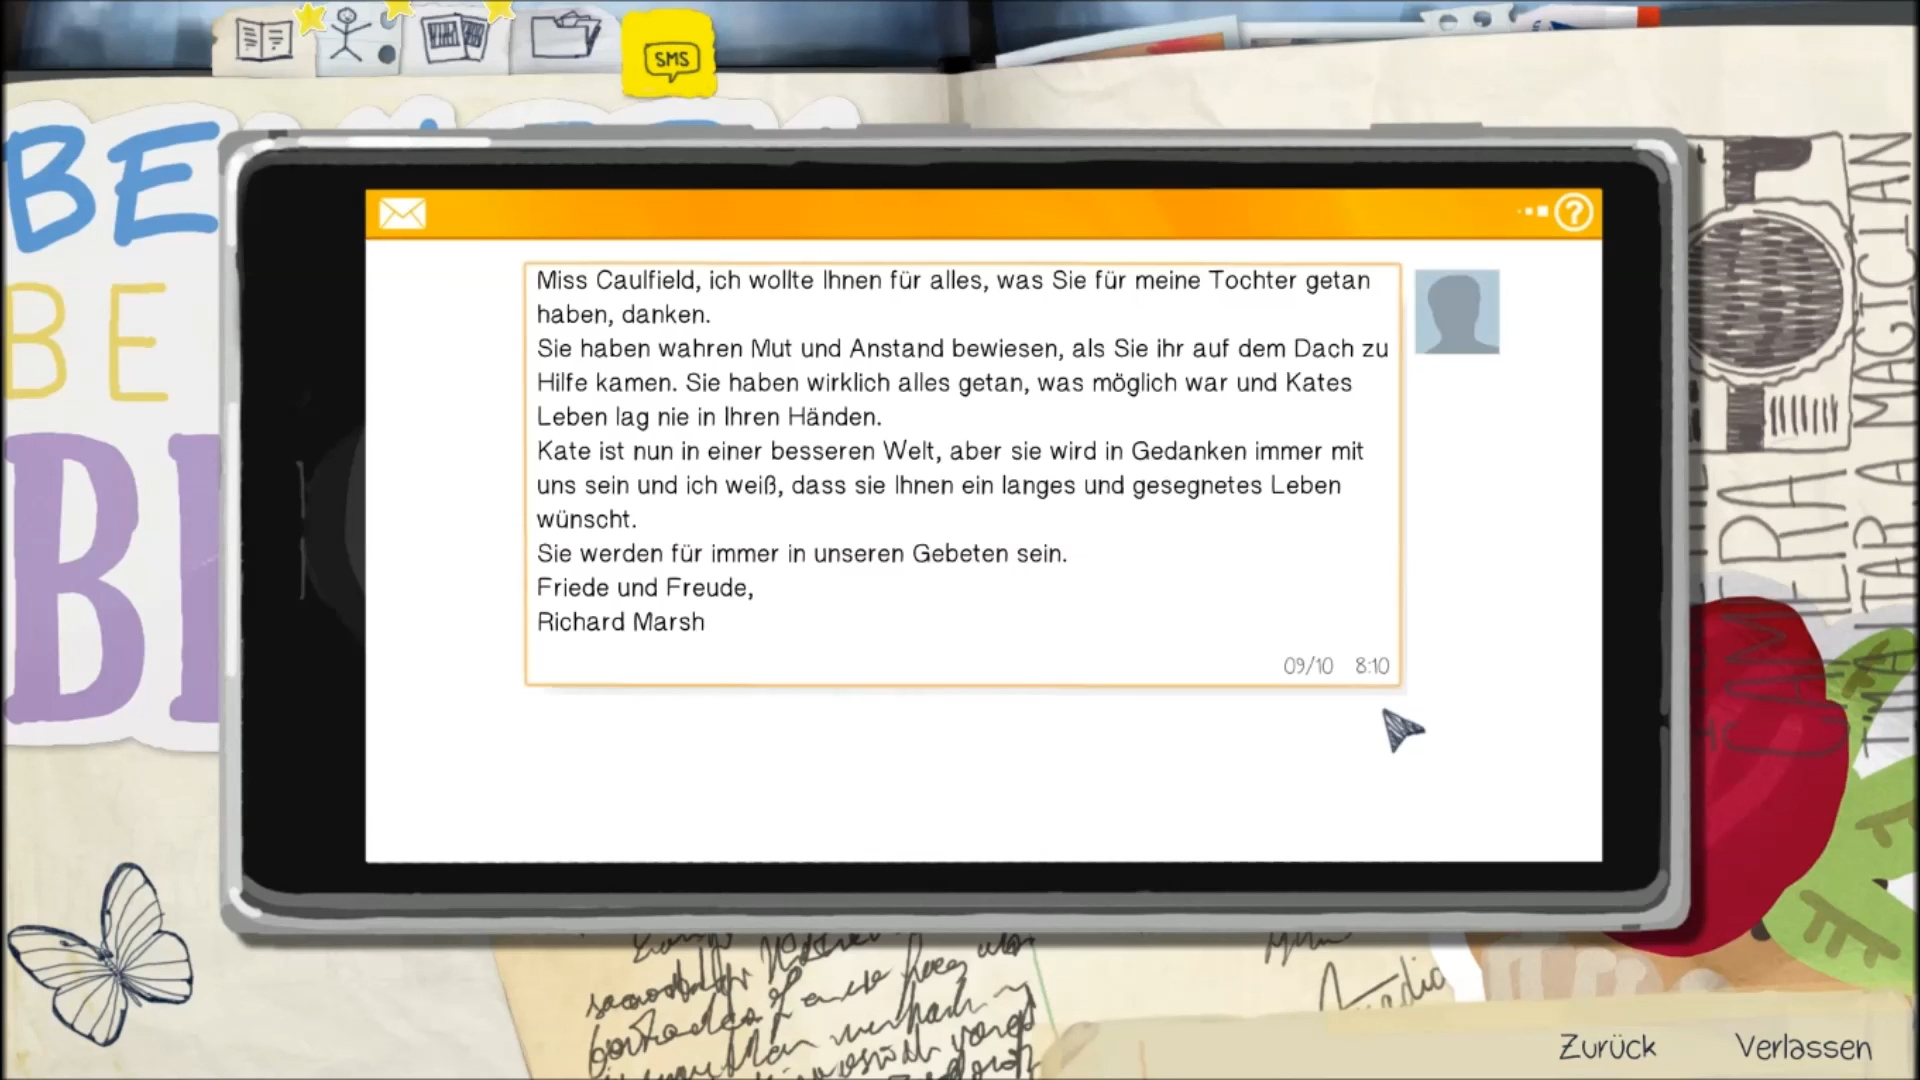 SMS
BE
BE
Miss Caulfield, ich wollte Ihnen für alles, was Sie für meine Tochter getan
haben, danken.
Sie haben wahren Mut und Anstand bewiesen, als Sie ihr auf dem Dach zu
Hilfe kamen. Sie haben wirklich alles getan, was möglich war und Kates
Leben lag nie in Ihren Händen.
Kate ist nun in einer besseren Welt, aber sie wird in Gedanken immer mit
uns sein und ich weiß, dass sie Ihnen ein langes und gesegnetes Leben
wünscht.
Sie werden für immer in unseren Gebeten sein.
Friede und Freude,
Richard Marsh
09/10 8:10
?
MAGICIAN
Zurück Verlassen